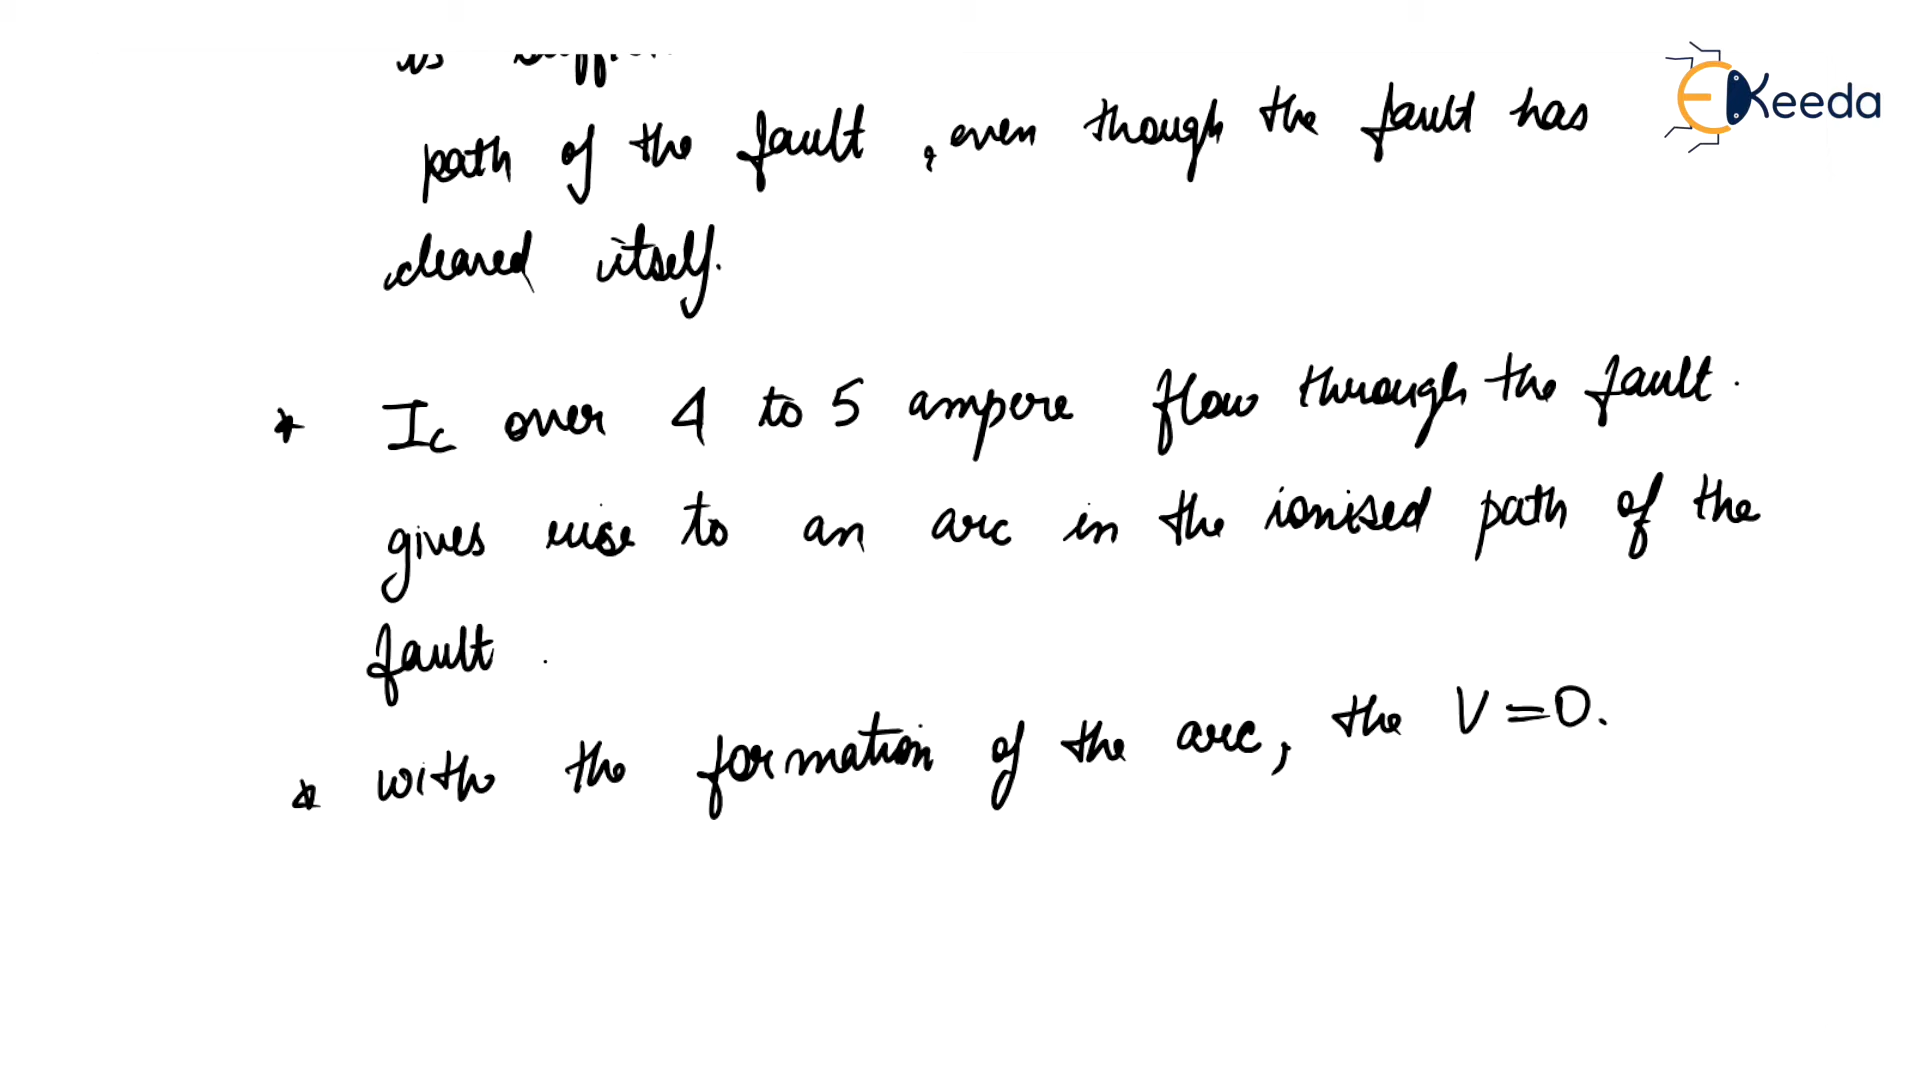 path of the fault, even though the fault has
cleared itself.
* Ic over 4 to 5 ampere flow through the fault.
gives rise to an arc in the ionised path of the
fault.
* with the formation of the arc, the V=0.
EKeeda